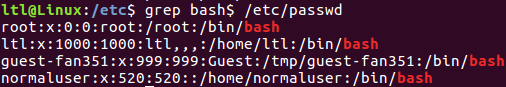 ltl@Linux:/etc$ grep bash$ /etc/passwd
root:x:0:0:root:/root:/bin/bash
ltl:x:1000:1000:ltl,,,:/home/ltl:/bin/bash
guest-fan351:x:999:999:Guest:/tmp/guest-fan351:/bin/bash
normaluser:x:520:520::/home/normaluser:/bin/bash